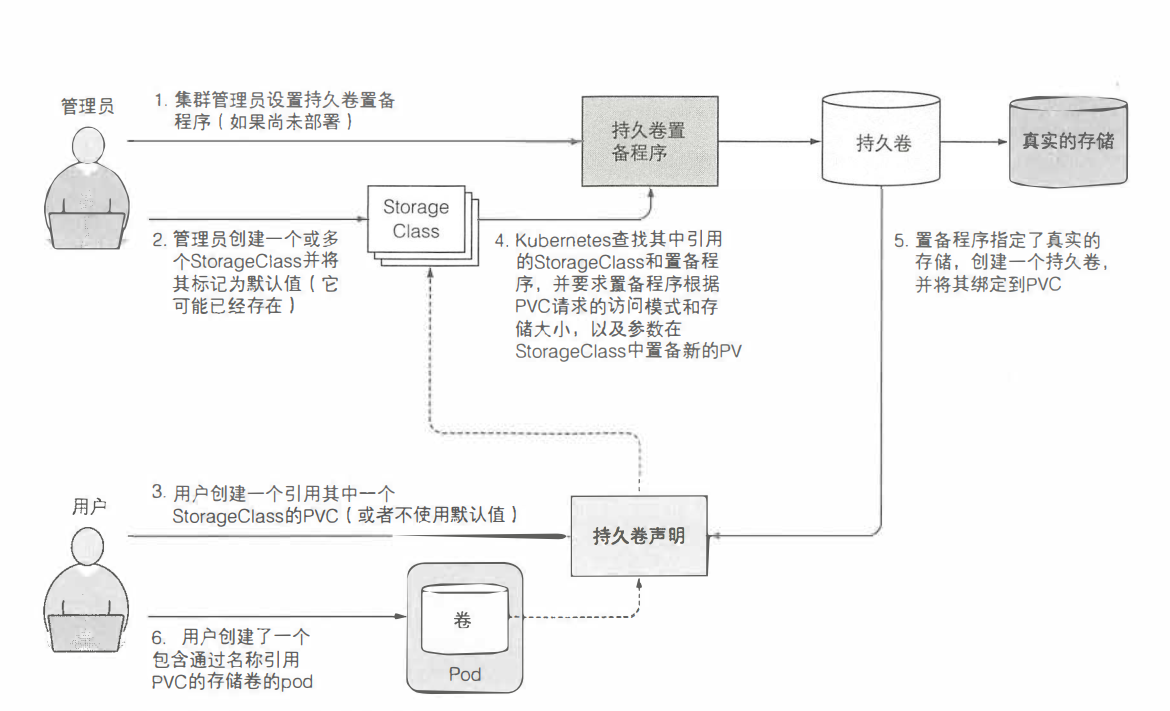 管理员
1. 集群管理员设置持久卷置备
程序（如果尚未部署）
持久卷置
备程序
持久卷
真实的存储
Storage
Class
2. 管理员创建一个或多
个StorageClass并将
其标记为默认值（它
可能已经存在）
4. Kubernetes查找其中引用
的StorageClass和置备程
序，并要求置备程序根据
PVC请求的访问模式和存
储大小，以及参数在
StorageClass中置备新的PV
5. 置备程序指定了真实的
存储，创建一个持久卷，
并将其绑定到PVC
用户
3. 用户创建一个引用其中一个
StorageClass的PVC（或者不使用默认值）
持久卷声明
卷
Pod
6. 用户创建了一个
包含通过名称引用
PVC的存储卷的pod